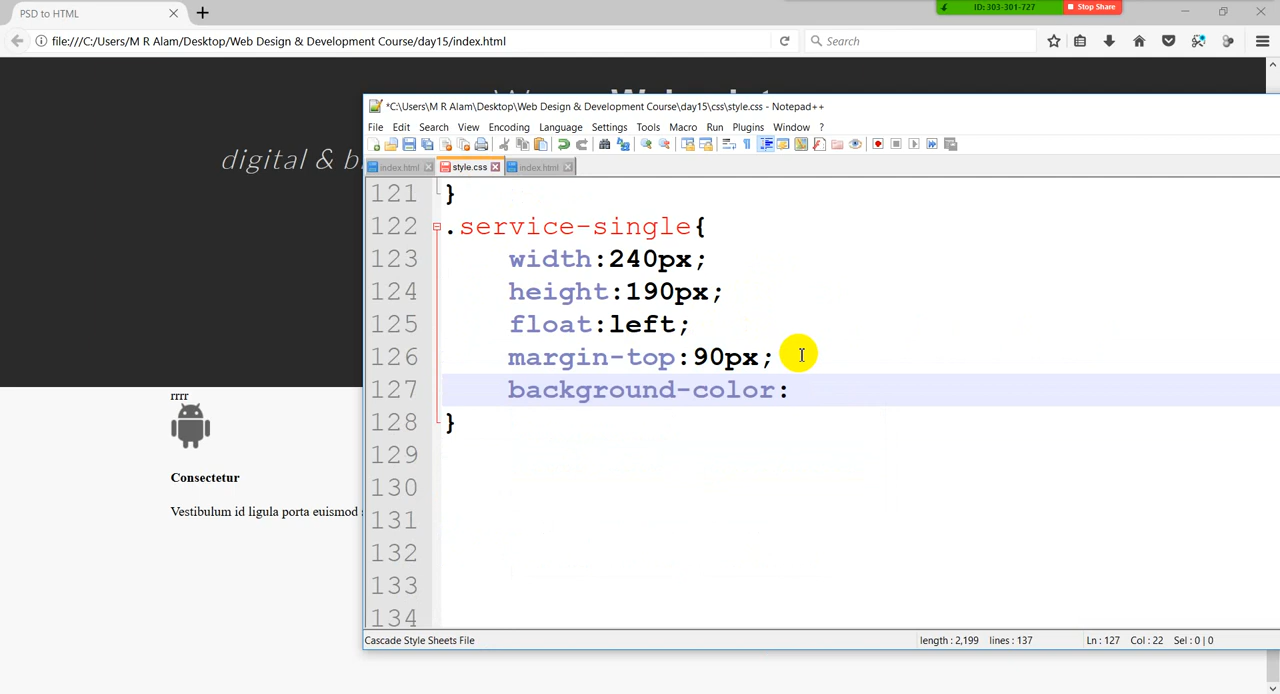 PSD to HTML
ID: 303-301-727
Stop Share
file:///C:/Users/M R Alam/Desktop/Web Design & Development Course/day15/index.html
Search
digital & b
*C:\Users\M R Alam\Desktop\Web Design & Development Course\day15\css\style.css - Notepad++
File Edit Search View Encoding Language Settings Tools Macro Run Plugins Window ?
index.html style.css index.html
121 }
122 .service-single{
123 width:240px;
124 height:190px;
125 float:left;
126 margin-top:90px;
127 background-color:
128 }
129
130
131
132
133
134
rrrr
Consectetur
Vestibulum id ligula porta euismod
Cascade Style Sheets File
length : 2,199 lines : 137
Ln : 127 Col : 22 Sel : 0 | 0